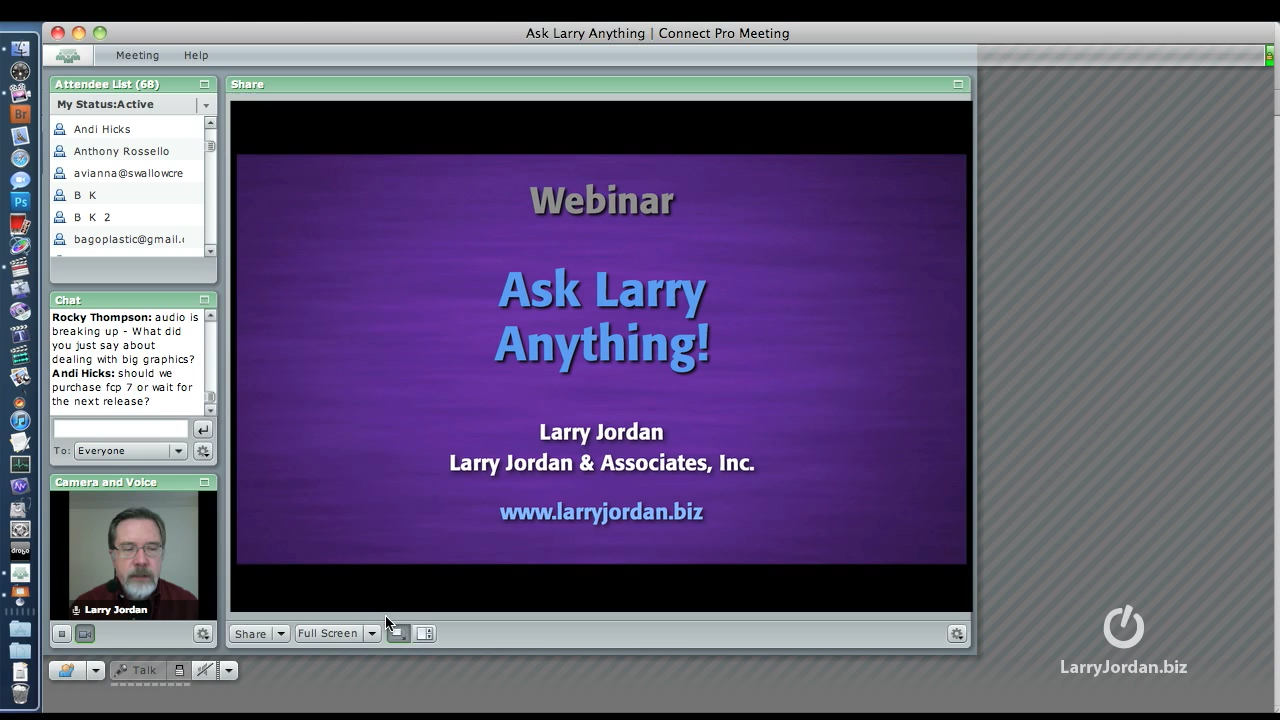 Ask Larry Anything | Connect Pro Meeting
Meeting Help
Attendee List (68)
My Status:Active
Andi Hicks
Anthony Rossello
avianna@swallowcre
B K
B K 2
bagoplastic@gmail.c
Chat
Rocky Thompson: audio is
breaking up - What did
you just say about
dealing with big graphics?
Andi Hicks: should we
purchase fcp 7 or wait for
the next release?
To: Everyone
Camera and Voice
Larry Jordan
Talk
Share
Webinar
Ask Larry
Anything!
Larry Jordan
Larry Jordan & Associates, Inc.
www.larryjordan.biz
Share Full Screen
Br
Ps
T
drobo
LarryJordan.biz